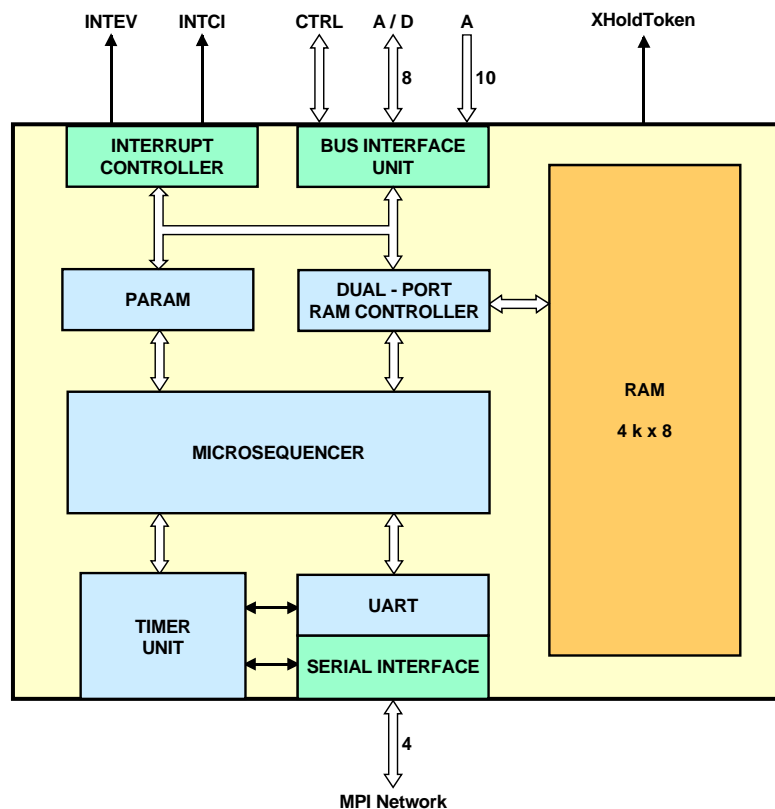 INTEV INTCI CTRL A / D A XHoldToken
8 10
INTERRUPT
CONTROLLER
BUS INTERFACE
UNIT
PARAM
DUAL - PORT
RAM CONTROLLER
RAM
4 k x 8
MICROSEQUENCER
TIMER
UNIT
UART
SERIAL INTERFACE
4
MPI Network